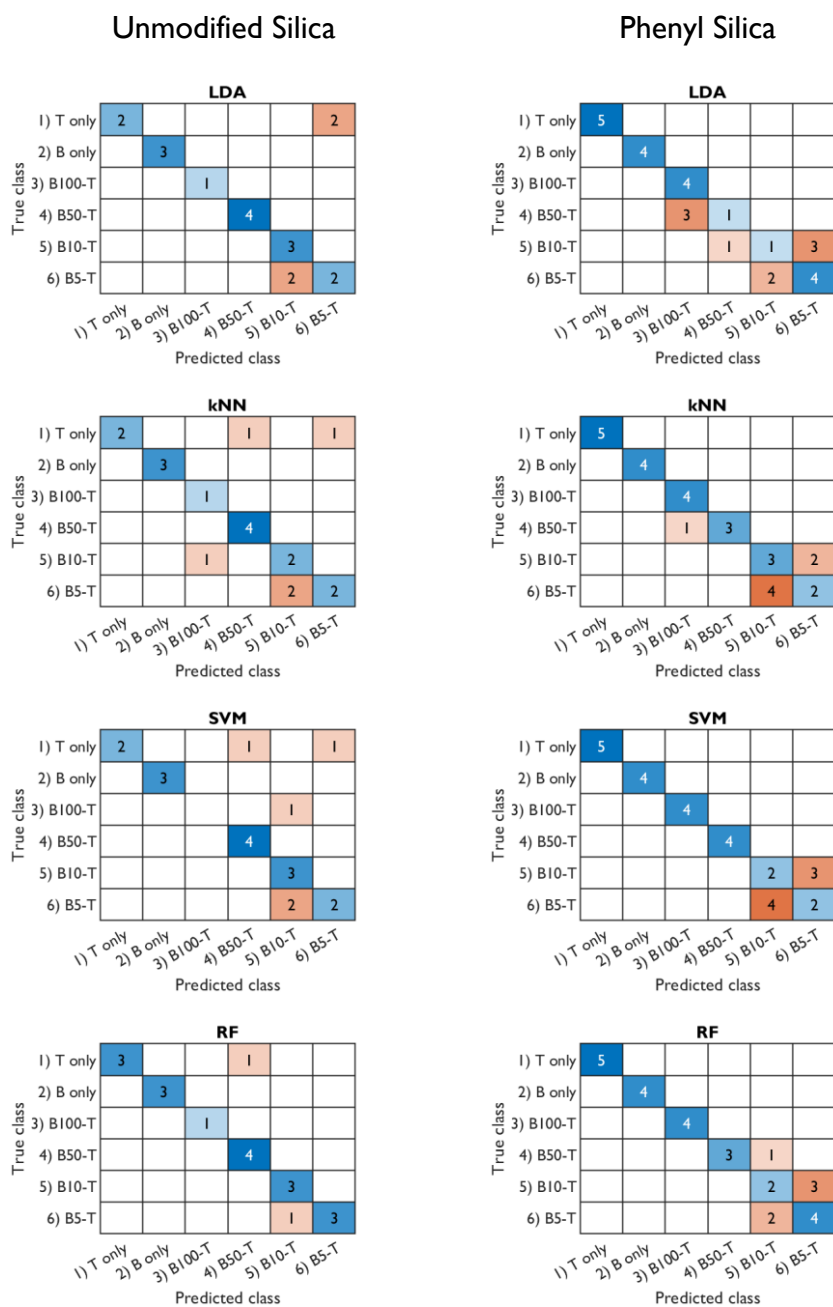 Unmodified Silica
Phenyl Silica
LDA
True class
1) T only 2 2
2) B only 3
3) B100-T 1
4) B50-T 4
5) B10-T 3
6) B5-T 2 2
1) T only 2) B only 3) B100-T 4) B50-T 5) B10-T 6) B5-T
Predicted class
LDA
True class
1) T only 5
2) B only 4
3) B100-T 4
4) B50-T 3 1
5) B10-T 1 1 3
6) B5-T 2 4
1) T only 2) B only 3) B100-T 4) B50-T 5) B10-T 6) B5-T
Predicted class
kNN
True class
1) T only 2 1 1
2) B only 3
3) B100-T 1
4) B50-T 4
5) B10-T 1 2
6) B5-T 2 2
1) T only 2) B only 3) B100-T 4) B50-T 5) B10-T 6) B5-T
Predicted class
kNN
True class
1) T only 5
2) B only 4
3) B100-T 4
4) B50-T 1 3
5) B10-T 3 2
6) B5-T 4 2
1) T only 2) B only 3) B100-T 4) B50-T 5) B10-T 6) B5-T
Predicted class
SVM
True class
1) T only 2 1 1
2) B only 3
3) B100-T 1
4) B50-T 4
5) B10-T 3
6) B5-T 2 2
1) T only 2) B only 3) B100-T 4) B50-T 5) B10-T 6) B5-T
Predicted class
SVM
True class
1) T only 5
2) B only 4
3) B100-T 4
4) B50-T 4
5) B10-T 2 3
6) B5-T 4 2
1) T only 2) B only 3) B100-T 4) B50-T 5) B10-T 6) B5-T
Predicted class
RF
True class
1) T only 3 1
2) B only 3
3) B100-T 1
4) B50-T 4
5) B10-T 3
6) B5-T 1 3
1) T only 2) B only 3) B100-T 4) B50-T 5) B10-T 6) B5-T
Predicted class
RF
True class
1) T only 5
2) B only 4
3) B100-T 4
4) B50-T 3 1
5) B10-T 2 3
6) B5-T 2 4
1) T only 2) B only 3) B100-T 4) B50-T 5) B10-T 6) B5-T
Predicted class